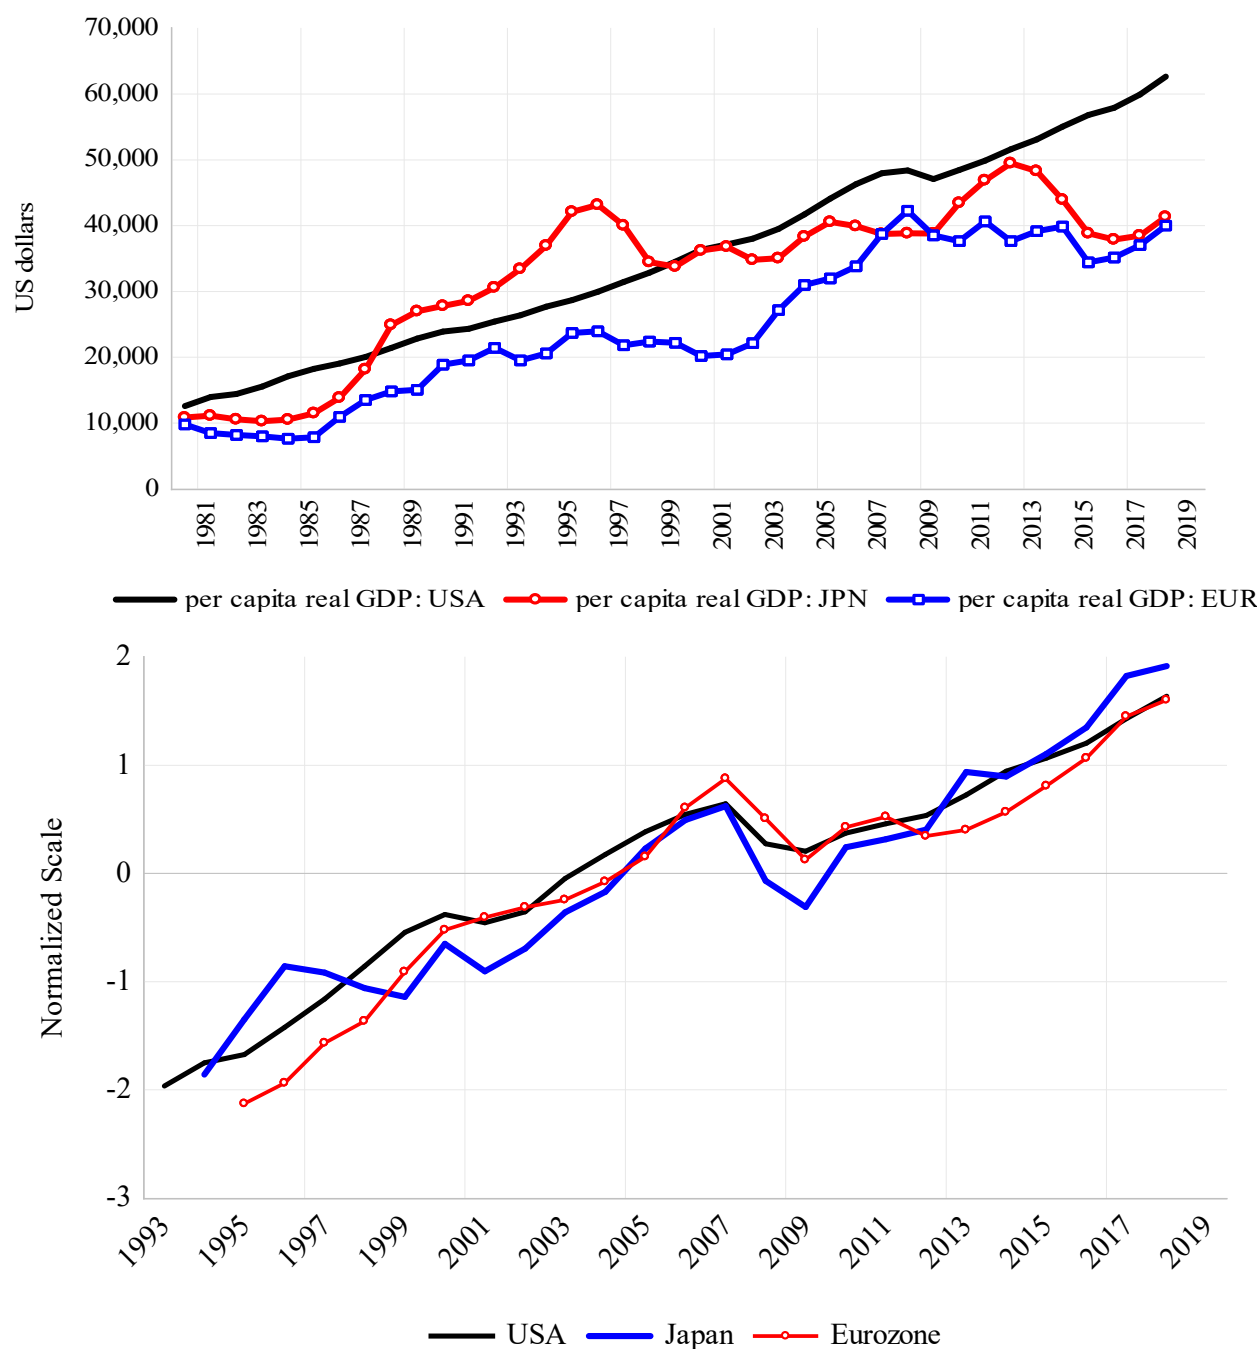 70,000
60,000
50,000
40,000
30,000
20,000
10,000
0
US dollars
1981 1983 1985 1987 1989 1991 1993 1995 1997 1999 2001 2003 2005 2007 2009 2011 2013 2015 2017 2019
per capita real GDP: USA per capita real GDP: JPN per capita real GDP: EUR
2
1
0
-1
-2
-3
Normalized Scale
1993 1995 1997 1999 2001 2003 2005 2007 2009 2011 2013 2015 2017 2019
USA Japan Eurozone